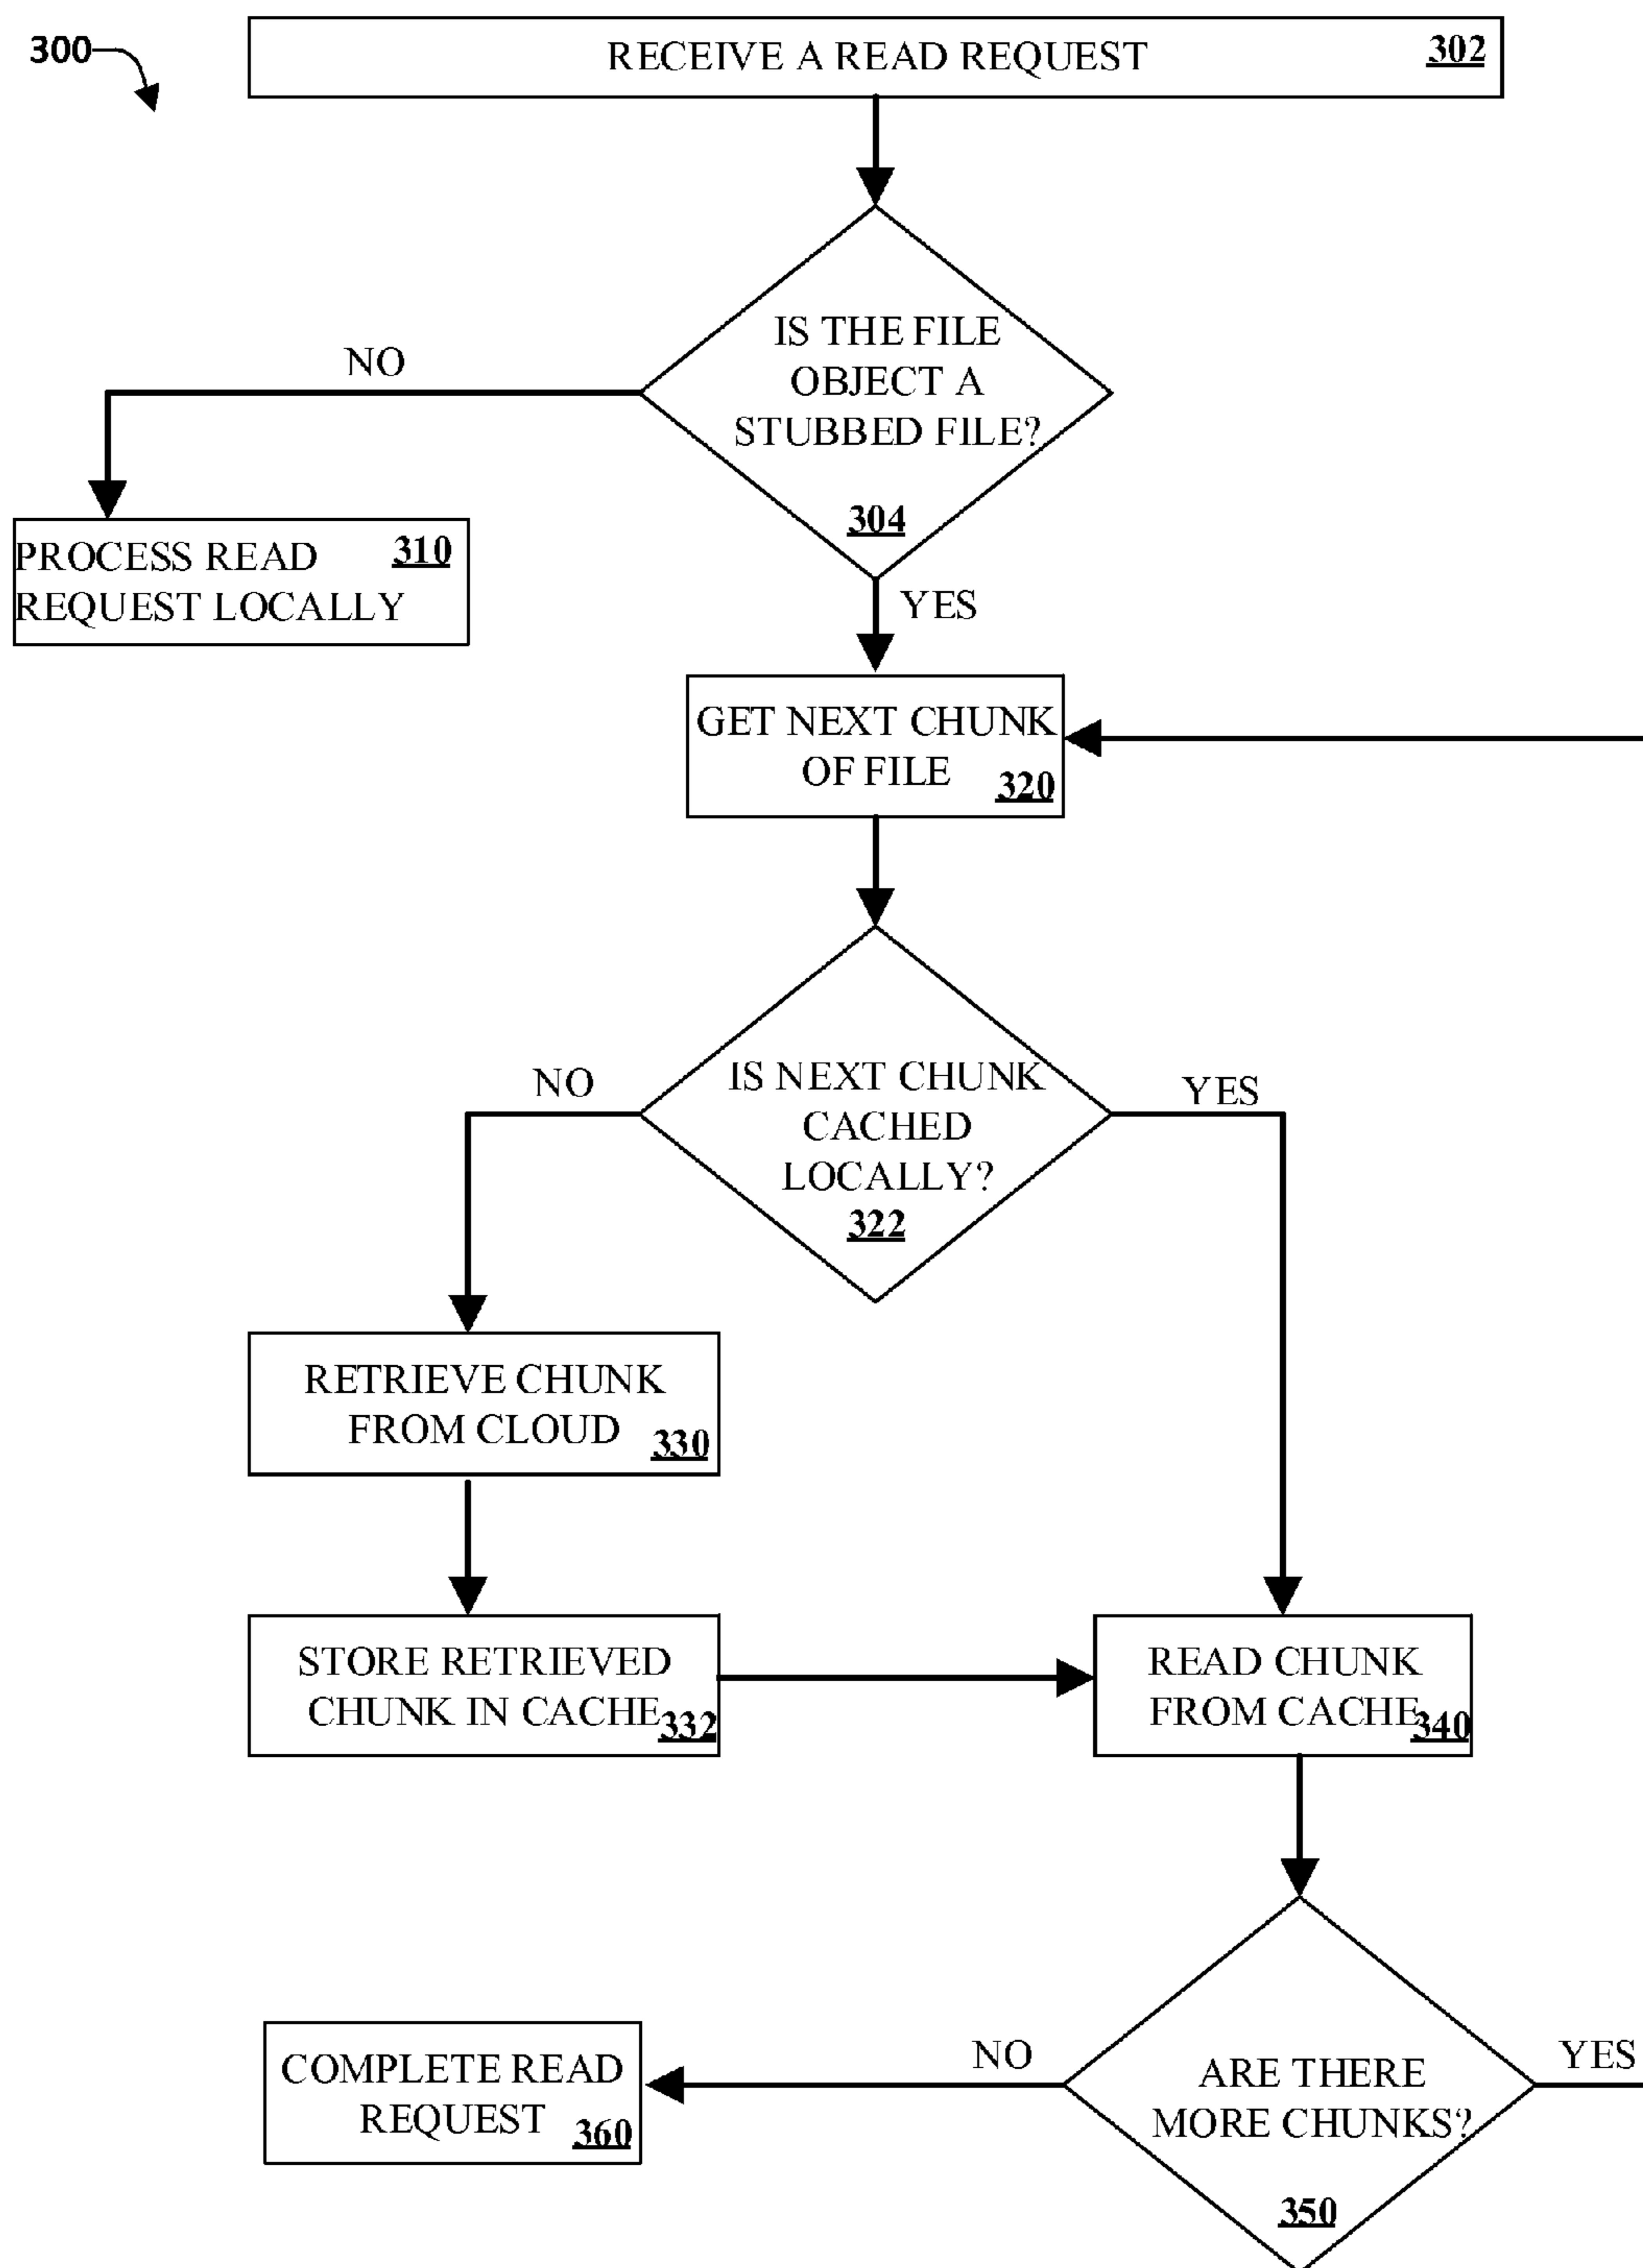 300
RECEIVE A READ REQUEST 302
IS THE FILE
OBJECT A
STUBBED FILE?
304
NO
YES
PROCESS READ 310
REQUEST LOCALLY
GET NEXT CHUNK
OF FILE 320
IS NEXT CHUNK
CACHED
LOCALLY?
322
NO
YES
RETRIEVE CHUNK
FROM CLOUD 330
STORE RETRIEVED
CHUNK IN CACHE 332
READ CHUNK
FROM CACHE 340
ARE THERE
MORE CHUNKS?
350
NO
YES
COMPLETE READ
REQUEST 360